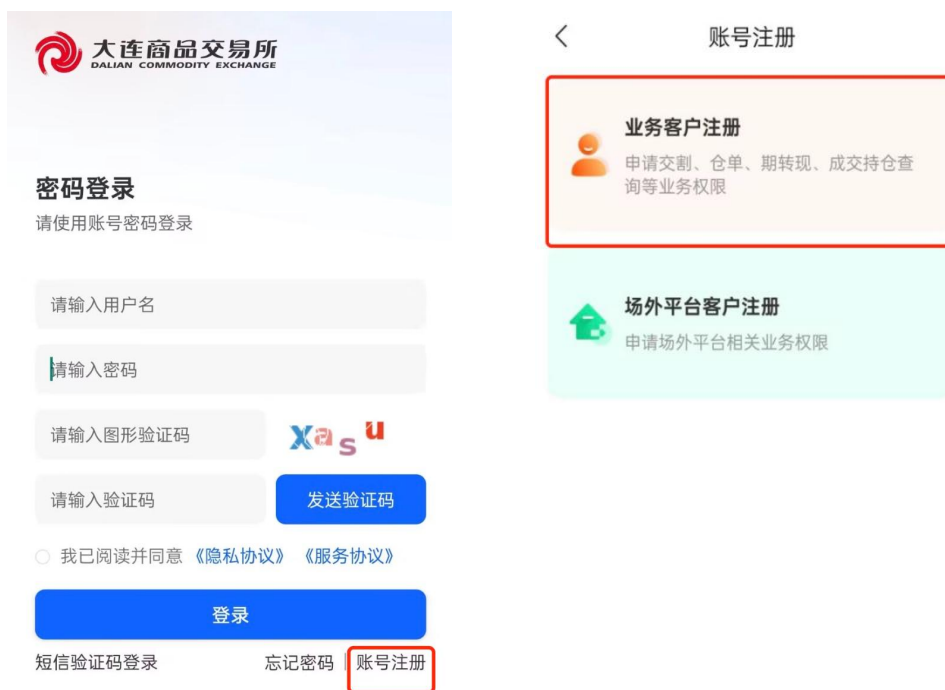 大连商品交易所
DALIAN COMMODITY EXCHANGE
密码登录
请使用账号密码登录
请输入用户名
请输入密码
请输入图形验证码
xasu
请输入验证码
发送验证码
我已阅读并同意《隐私协议》《服务协议》
登录
短信验证码登录
忘记密码
账号注册
账号注册
业务客户注册
申请交割、仓单、期转现、成交持仓查
询等业务权限
场外平台客户注册
申请场外平台相关业务权限